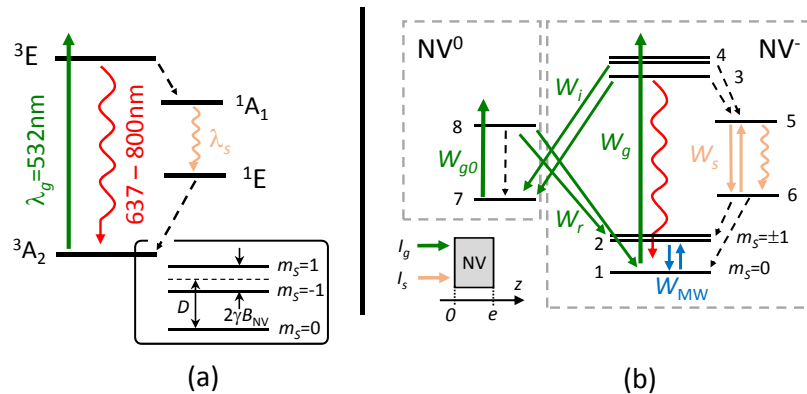 ³E
¹A₁
λ_g=532nm
637 – 800nm
λ_s
¹E
³A₂
m_S=1
m_S=-1
D
2γB_NV
m_S=0
(a)
NV⁰
NV⁻
4
3
W_i
8
5
W_g0
W_g
W_s
7
6
W_r
2
m_S=±1
1
m_S=0
W_MW
I_g
I_s
NV
z
0
e
(b)